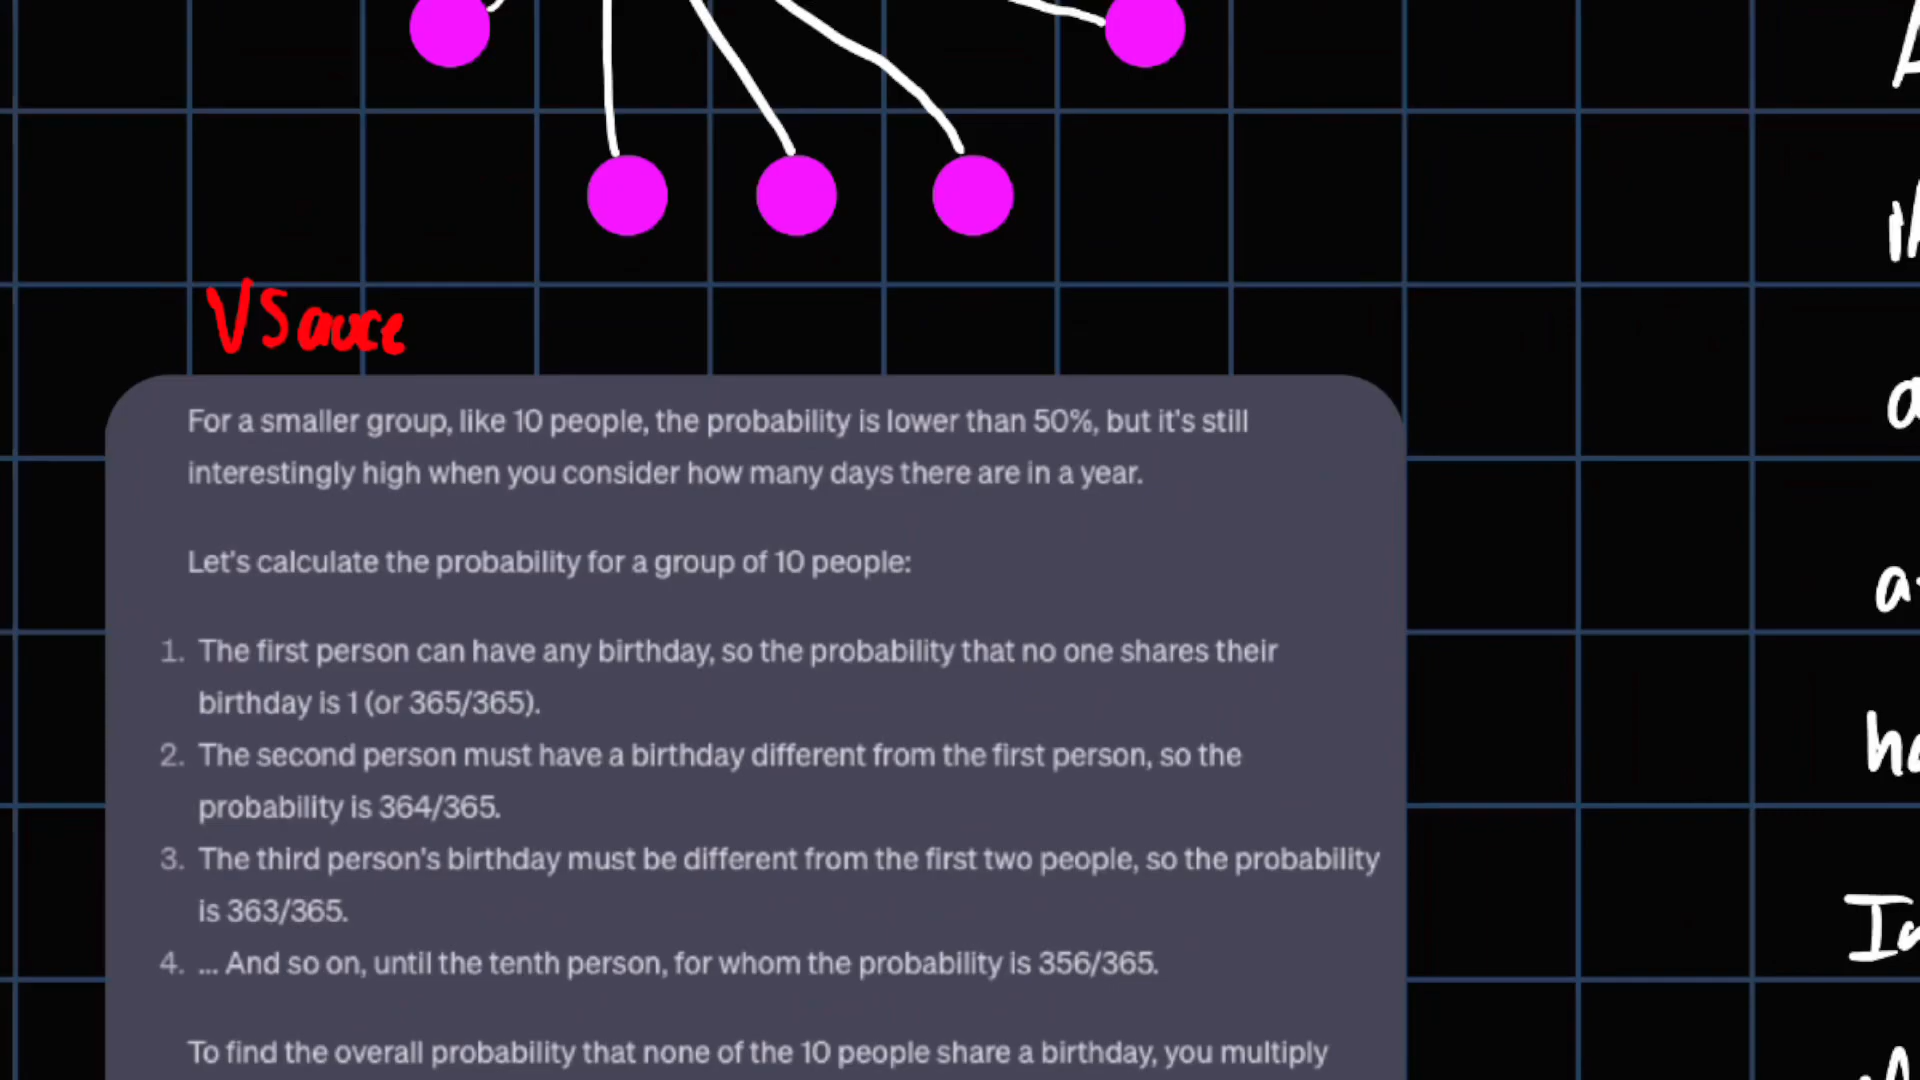 VSauce
For a smaller group, like 10 people, the probability is lower than 50%, but it's still
interestingly high when you consider how many days there are in a year.
Let's calculate the probability for a group of 10 people:
1. The first person can have any birthday, so the probability that no one shares their
birthday is 1 (or 365/365).
2. The second person must have a birthday different from the first person, so the
probability is 364/365.
3. The third person's birthday must be different from the first two people, so the probability
is 363/365.
4. ... And so on, until the tenth person, for whom the probability is 356/365.
To find the overall probability that none of the 10 people share a birthday, you multiply